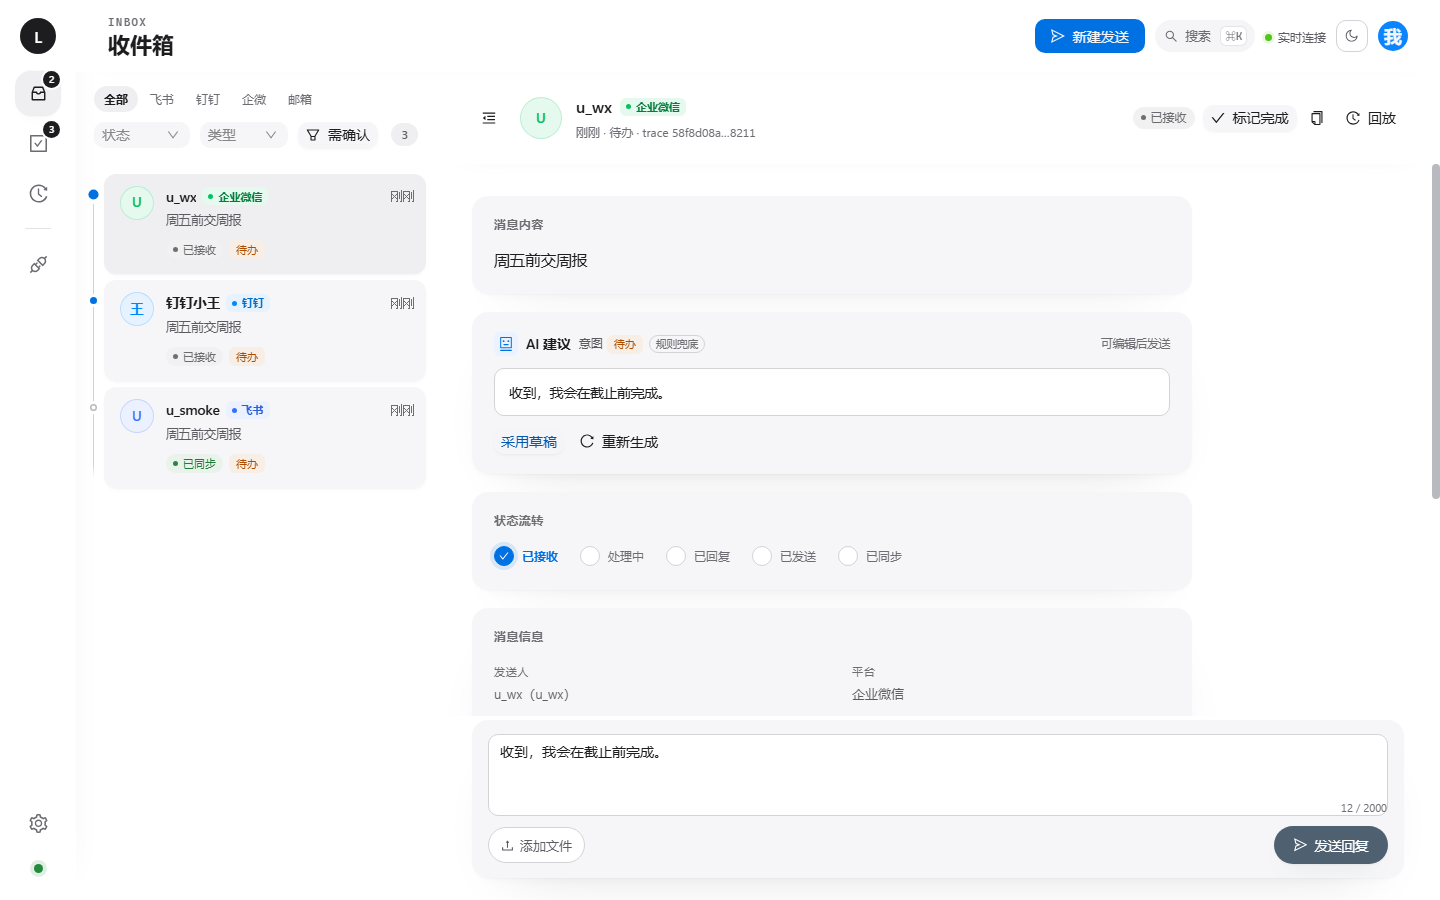 L
INBOX
收件箱
新建发送
搜索 ⌘K
实时连接
我
2
3
全部 飞书 钉钉 企微 邮箱
状态 类型 需确认 3
U u_wx 企业微信 刚刚
周五前交周报
已接收 待办
王 钉钉小王 钉钉 刚刚
周五前交周报
已接收 待办
U u_smoke 飞书 刚刚
周五前交周报
已同步 待办
U u_wx 企业微信
刚刚 · 待办 · trace 58f8d08a...8211
已接收 标记完成 回放
消息内容
周五前交周报
AI 建议 意图 待办 规则兜底 可编辑后发送
收到，我会在截止前完成。
采用草稿 重新生成
状态流转
已接收 处理中 已回复 已发送 已同步
消息信息
发送人 平台
u_wx（u_wx） 企业微信
收到，我会在截止前完成。
12 / 2000
添加文件 发送回复